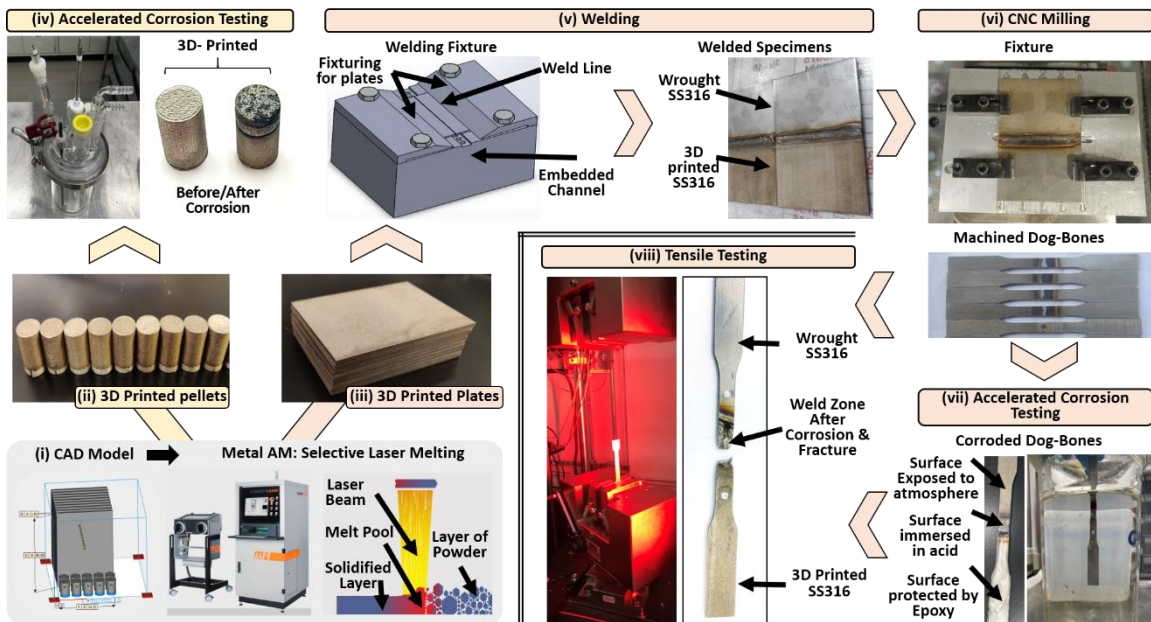 (iv) Accelerated Corrosion Testing
3D- Printed
Before/After
Corrosion
(v) Welding
Welding Fixture
Fixturing
for plates
Weld Line
Embedded
Channel
Welded Specimens
Wrought
SS316
3D
printed
SS316
(vi) CNC Milling
Fixture
Machined Dog-Bones
(ii) 3D Printed pellets
(iii) 3D Printed Plates
(i) CAD Model
Metal AM: Selective Laser Melting
Laser
Beam
Melt Pool
Solidified
Layer
Layer of
Powder
(viii) Tensile Testing
Wrought
SS316
Weld Zone
After
Corrosion &
Fracture
3D Printed
SS316
(vii) Accelerated Corrosion
Testing
Corroded Dog-Bones
Surface
Exposed to
atmosphere
Surface
immersed
in acid
Surface
protected by
Epoxy